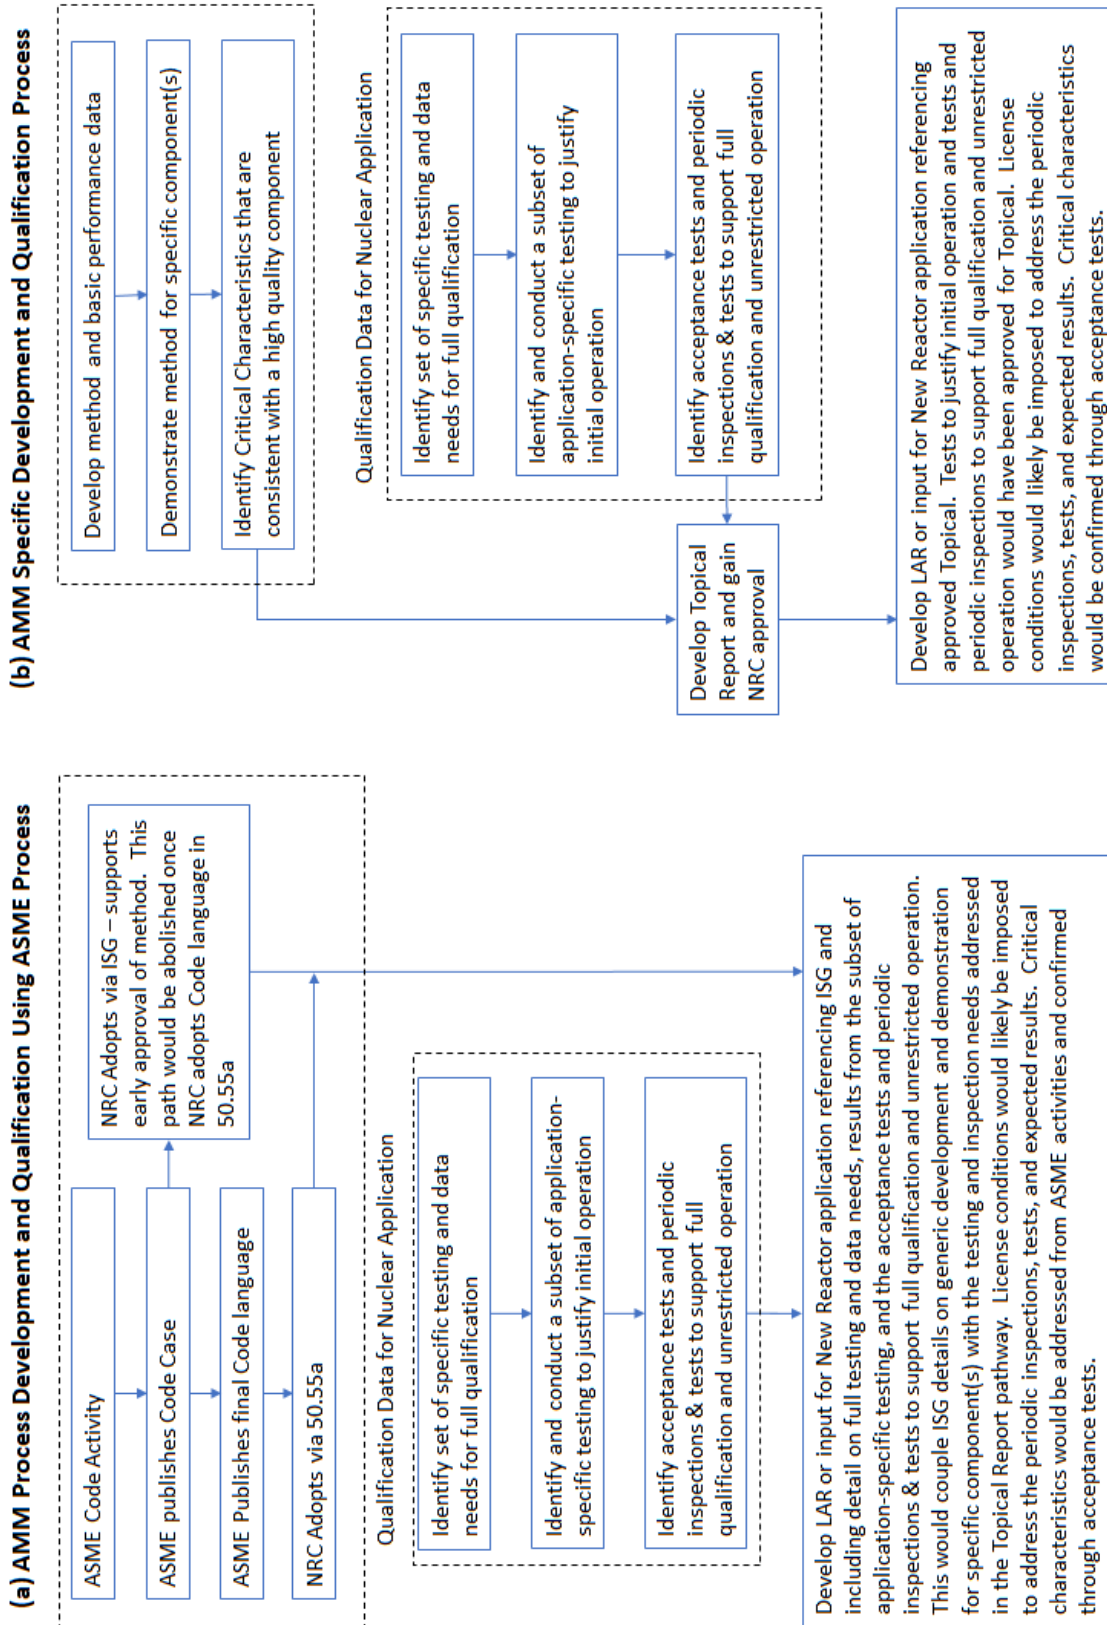 (a) AMM Process Development and Qualification Using ASME Process
ASME Code Activity
ASME publishes Code Case
ASME Publishes final Code language
NRC Adopts via 50.55a
NRC Adopts via ISG – supports
early approval of method. This
path would be abolished once
NRC adopts Code language in
50.55a
Qualification Data for Nuclear Application
Identify set of specific testing and data
needs for full qualification
Identify and conduct a subset of application-
specific testing to justify initial operation
Identify acceptance tests and periodic
inspections & tests to support full
qualification and unrestricted operation
Develop LAR or input for New Reactor application referencing ISG and
including detail on full testing and data needs, results from the subset of
application-specific testing, and the acceptance tests and periodic
inspections & tests to support full qualification and unrestricted operation.
This would couple ISG details on generic development and demonstration
for specific component(s) with the testing and inspection needs addressed
in the Topical Report pathway. License conditions would likely be imposed
to address the periodic inspections, tests, and expected results. Critical
characteristics would be addressed from ASME activities and confirmed
through acceptance tests.
(b) AMM Specific Development and Qualification Process
Develop method and basic performance data
Demonstrate method for specific component(s)
Identify Critical Characteristics that are
consistent with a high quality component
Qualification Data for Nuclear Application
Identify set of specific testing and data
needs for full qualification
Identify and conduct a subset of
application-specific testing to justify
initial operation
Identify acceptance tests and periodic
inspections & tests to support full
qualification and unrestricted operation
Develop Topical
Report and gain
NRC approval
Develop LAR or input for New Reactor application referencing
approved Topical. Tests to justify initial operation and tests and
periodic inspections to support full qualification and unrestricted
operation would have been approved for Topical. License
conditions would likely be imposed to address the periodic
inspections, tests, and expected results. Critical characteristics
would be confirmed through acceptance tests.